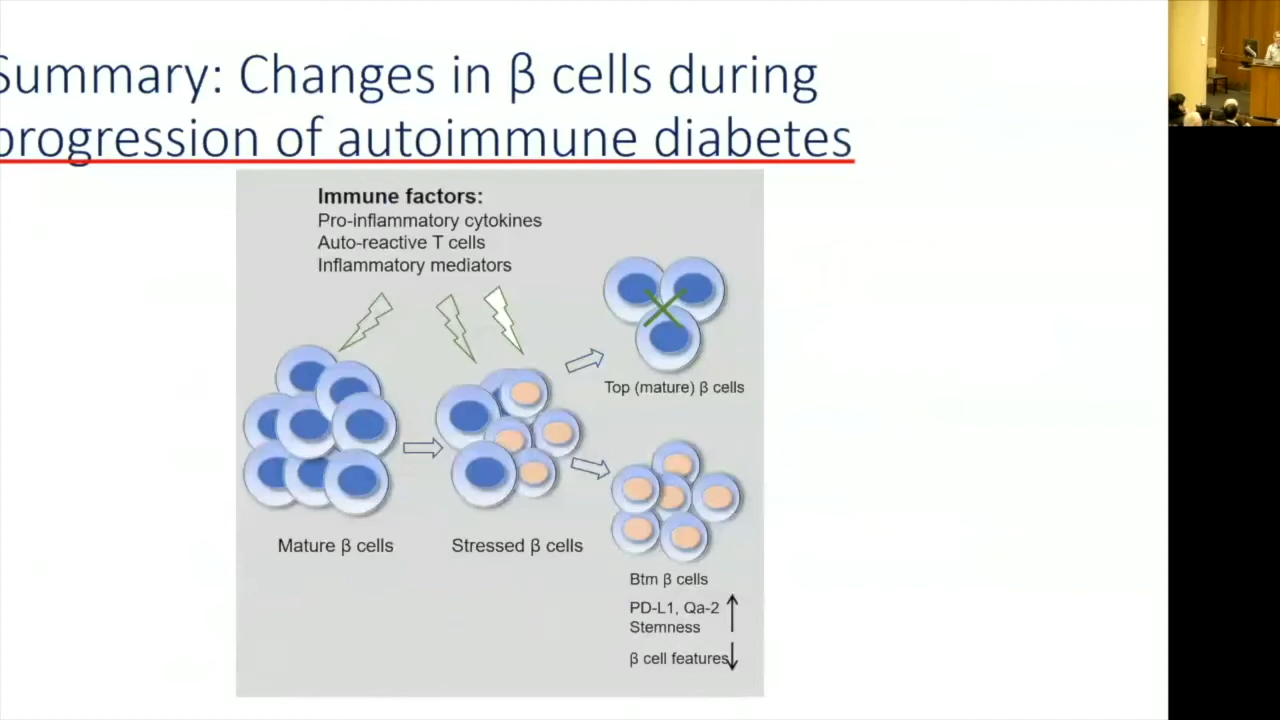 Summary: Changes in β cells during
progression of autoimmune diabetes
Immune factors:
Pro-inflammatory cytokines
Auto-reactive T cells
Inflammatory mediators
Top (mature) β cells
Mature β cells
Stressed β cells
Btm β cells
PD-L1, Qa-2
Stemness
β cell features